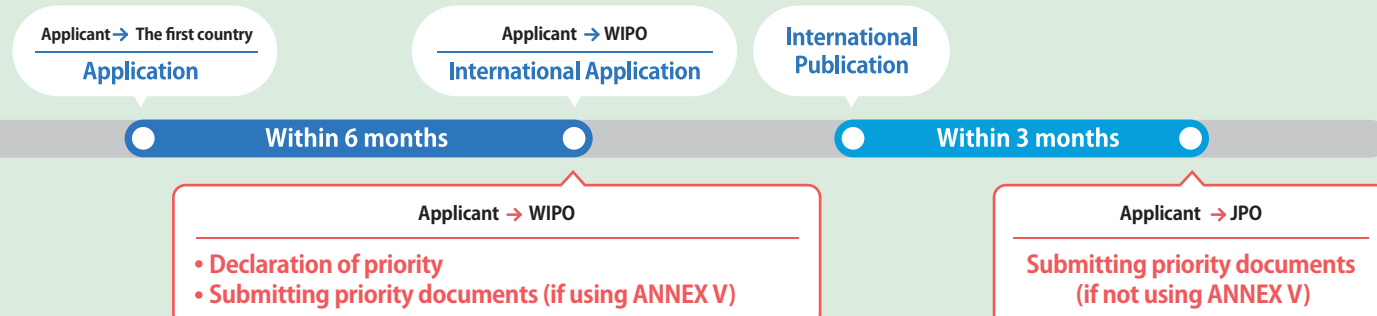 Applicant → The first country
Application
Applicant → WIPO
International Application
International
Publication
Within 6 months
Within 3 months
Applicant → WIPO
• Declaration of priority
• Submitting priority documents (if using ANNEX V)
Applicant → JPO
Submitting priority documents
(if not using ANNEX V)